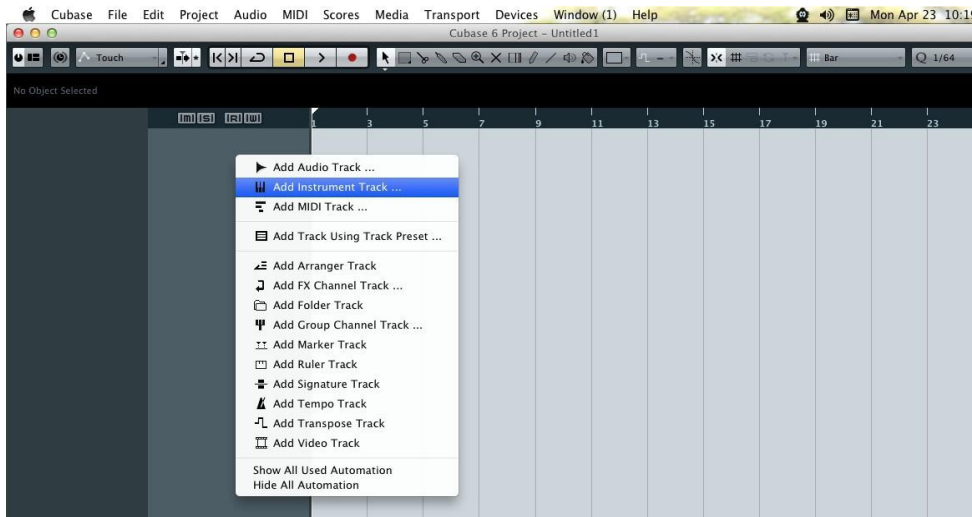 Cubase File Edit Project Audio MIDI Scores Media Transport Devices Window (1) Help Mon Apr 23 10:19
Cubase 6 Project – Untitled1
Touch Bar Q 1/64
No Object Selected
m s R W
1 3 5 7 9 11 13 15 17 19 21 23
Add Audio Track ...
Add Instrument Track ...
Add MIDI Track ...
Add Track Using Track Preset ...
Add Arranger Track
Add FX Channel Track ...
Add Folder Track
Add Group Channel Track ...
Add Marker Track
Add Ruler Track
Add Signature Track
Add Tempo Track
Add Transpose Track
Add Video Track
Show All Used Automation
Hide All Automation